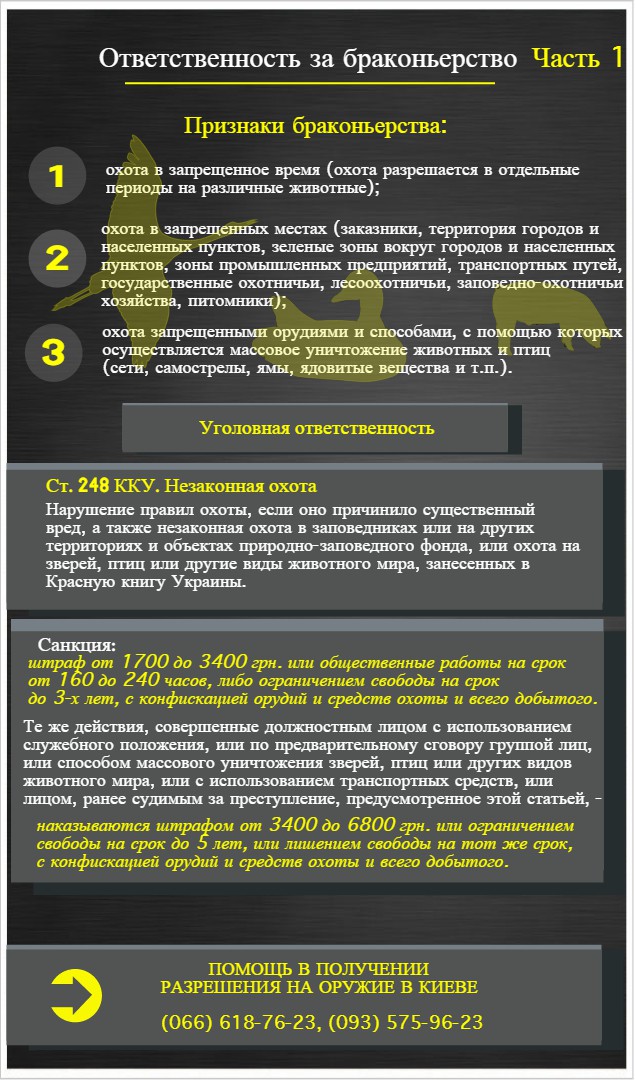 Ответственность за браконьерство Часть 1
Признаки браконьерства:
1
охота в запрещенное время (охота разрешается в отдельные
периоды на различные животные);
2
охота в запрещенных местах (заказники, территория городов и
населенных пунктов, зеленые зоны вокруг городов и населенных
пунктов, зоны промышленных предприятий, транспортных путей,
государственные охотничьи, лесоохотничьи, заповедно-охотничьи
хозяйства, питомники);
3
охота запрещенными орудиями и способами, с помощью которых
осуществляется массовое уничтожение животных и птиц
(сети, самострелы, ямы, ядовитые вещества и т.п.).
Уголовная ответственность
Ст. 248 ККУ. Незаконная охота
Нарушение правил охоты, если оно причинило существенный
вред, а также незаконная охота в заповедниках или на других
территориях и объектах природно-заповедного фонда, или охота на
зверей, птиц или другие виды животного мира, занесенных в
Красную книгу Украины.
Санкция:
штраф от 1700 до 3400 грн. или общественные работы на срок
от 160 до 240 часов, либо ограничением свободы на срок
до 3-х лет, с конфискацией орудий и средств охоты и всего добытого.
Те же действия, совершенные должностным лицом с использованием
служебного положения, или по предварительному сговору группой лиц,
или способом массового уничтожения зверей, птиц или других видов
животного мира, или с использованием транспортных средств, или
лицом, ранее судимым за преступление, предусмотренное этой статьей, -
наказываются штрафом от 3400 до 6800 грн. или ограничением
свободы на срок до 5 лет, или лишением свободы на тот же срок,
с конфискацией орудий и средств охоты и всего добытого.
ПОМОЩЬ В ПОЛУЧЕНИИ
РАЗРЕШЕНИЯ НА ОРУЖИЕ В КИЕВЕ
(066) 618-76-23, (093) 575-96-23